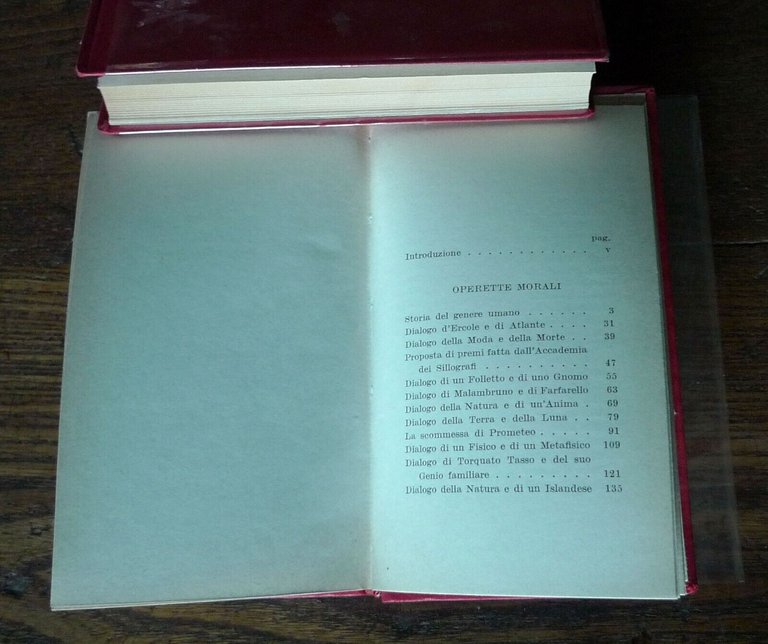 pag.
Introduzione . . . . . . . . . . . . v
OPERETTE MORALI
Storia del genere umano . . . . . . 3
Dialogo d'Ercole e di Atlante . . . . 31
Dialogo della Moda e della Morte . . 39
Proposta di premi fatta dall'Accademia
dei Sillografi . . . . . . . . . . 47
Dialogo di un Folletto e di uno Gnomo 55
Dialogo di Malambruno e di Farfarello 63
Dialogo della Natura e di un'Anima . 69
Dialogo della Terra e della Luna . . 79
La scommessa di Prometeo . . . . . 91
Dialogo di un Fisico e di un Metafisico 109
Dialogo di Torquato Tasso e del suo
Genio familiare . . . . . . . . . 121
Dialogo della Natura e di un Islandese 135